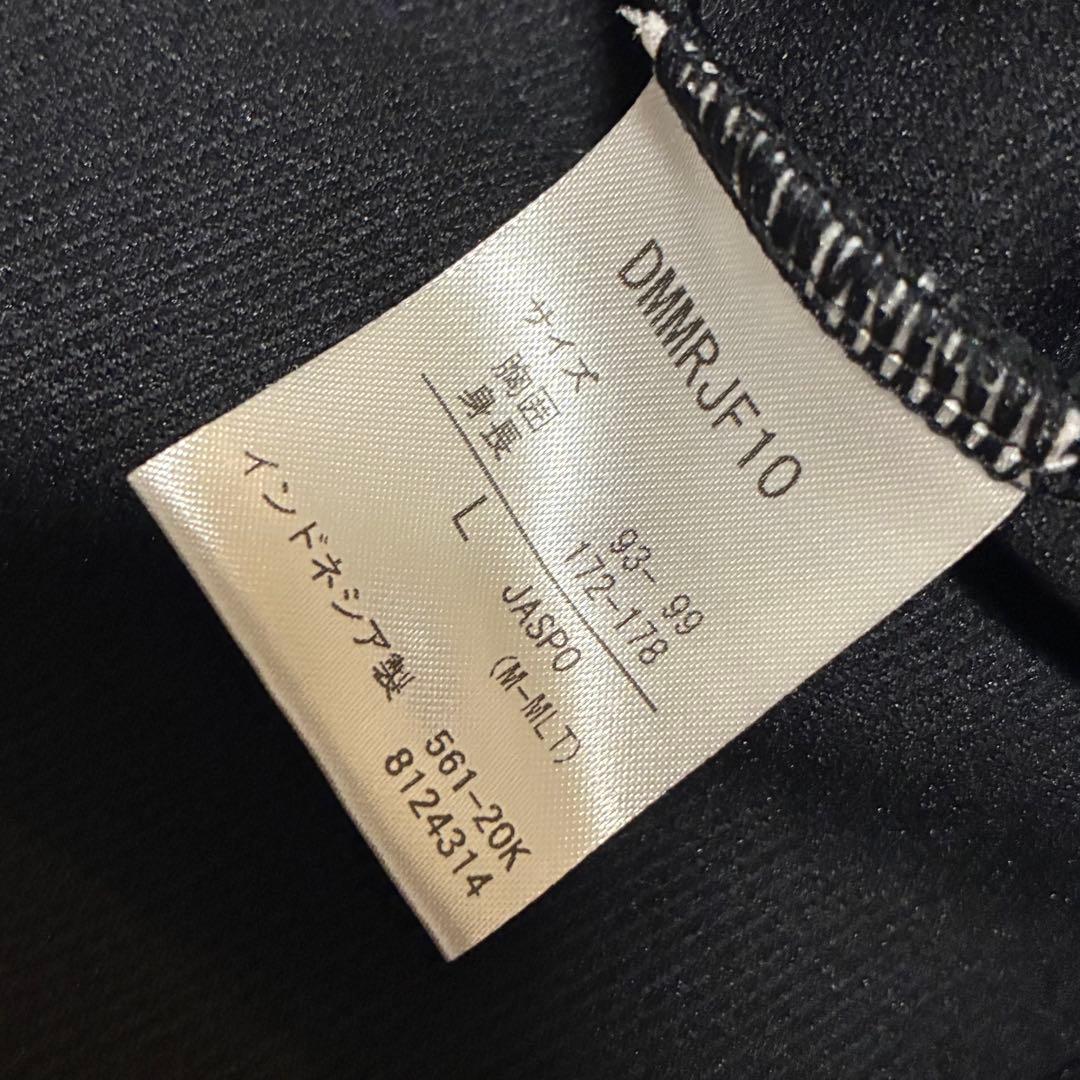 DMMRJF10
サイズ
胸囲 93- 99
身長 172-178
L JASPO
(M-MLT)
インドネシア製 561-20K
8124314